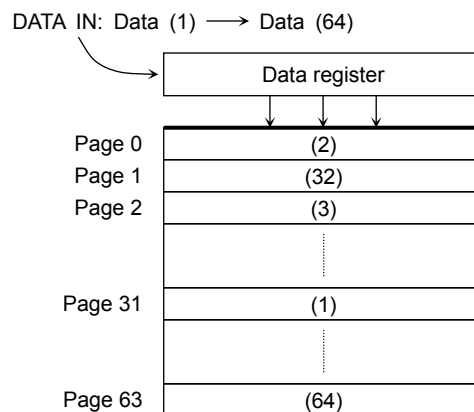 DATA IN: Data (1) ⟶ Data (64)
Data register
Page 0 (2)
Page 1 (32)
Page 2 (3)
Page 31 (1)
Page 63 (64)